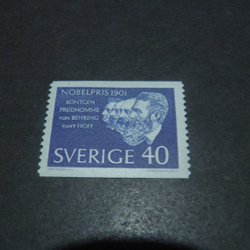 NOBELPRIS 1901
RÖNTGEN
PRUDHOMME
VON BEHRING
VANT HOFF
SVERIGE 40